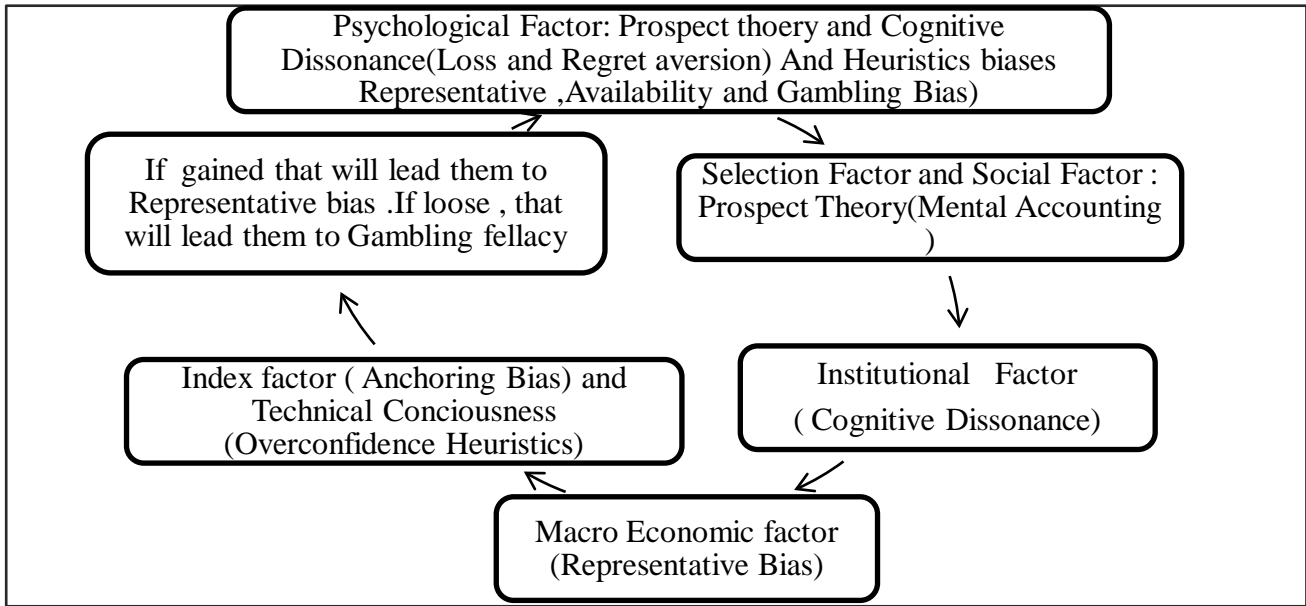 Psychological Factor: Prospect thoery and Cognitive
Dissonance(Loss and Regret aversion) And Heuristics biases
Representative ,Availability and Gambling Bias)
Selection Factor and Social Factor :
Prospect Theory(Mental Accounting
)
Institutional Factor
( Cognitive Dissonance)
Macro Economic factor
(Representative Bias)
Index factor ( Anchoring Bias) and
Technical Conciousness
(Overconfidence Heuristics)
If gained that will lead them to
Representative bias .If loose , that
will lead them to Gambling fellacy